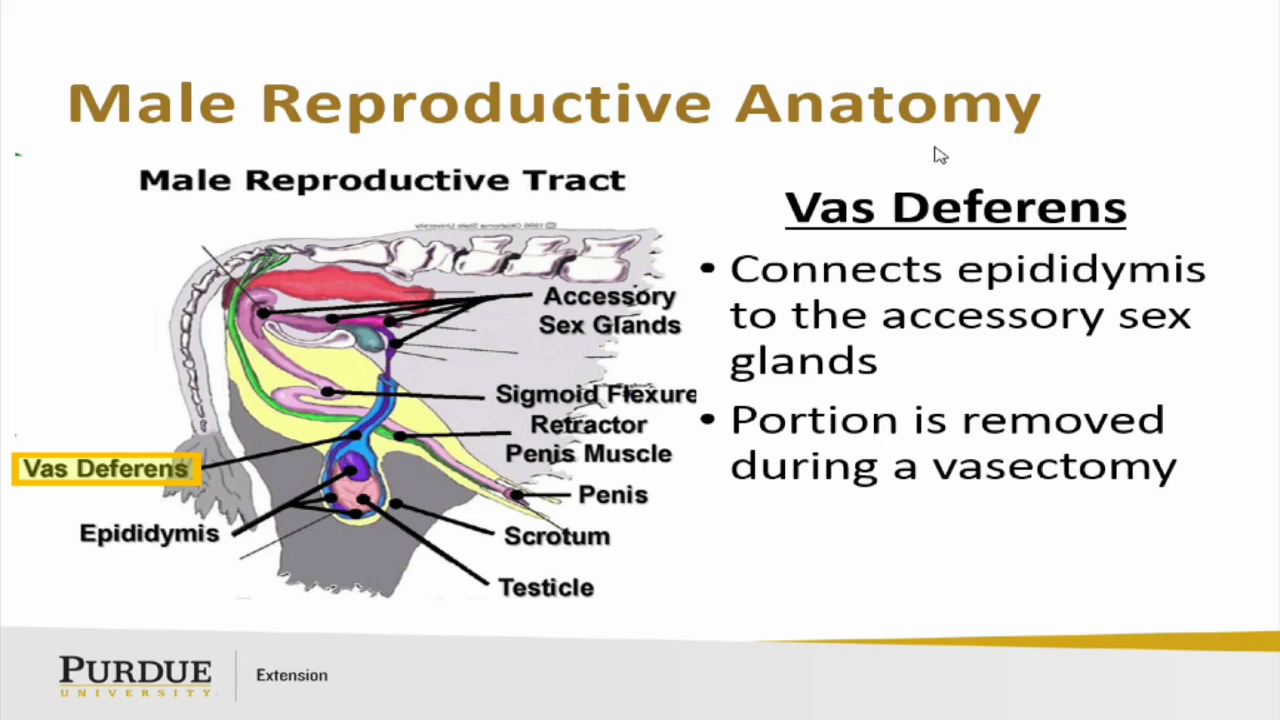 Male Reproductive Anatomy
Male Reproductive Tract
Accessory
Sex Glands
Sigmoid Flexure
Retractor
Penis Muscle
Penis
Scrotum
Testicle
Vas Deferens
Epididymis
Vas Deferens
• Connects epididymis
to the accessory sex
glands
• Portion is removed
during a vasectomy
PURDUE
UNIVERSITY
Extension